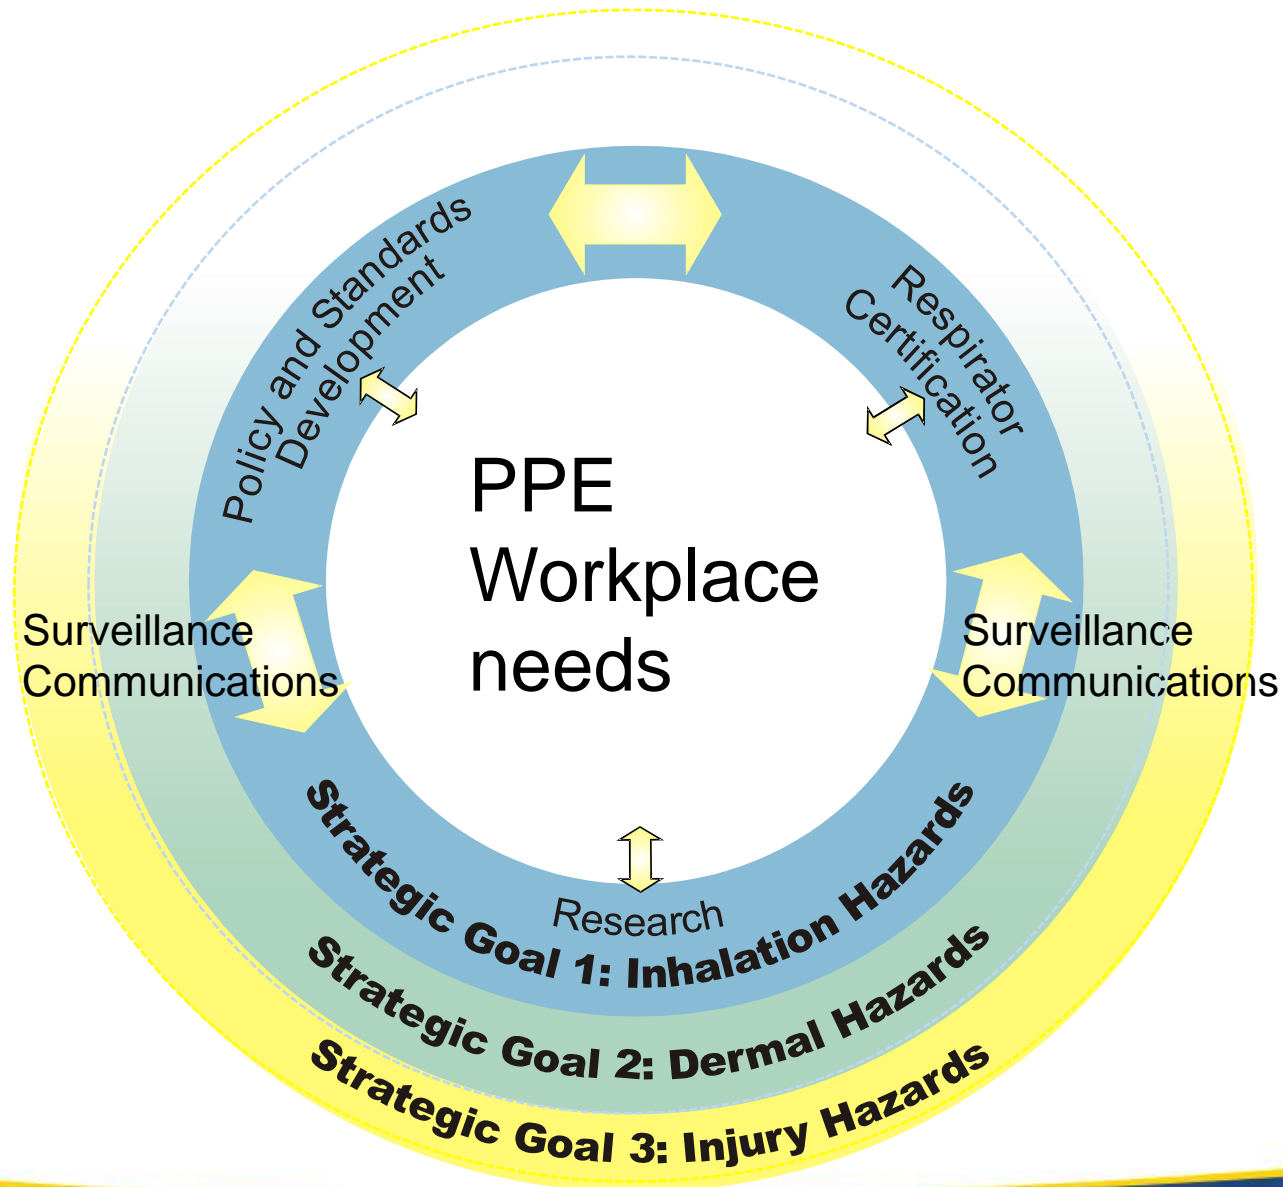 Policy and Standards
Development
Respirator
Certification
PPE
Workplace
needs
Surveillance
Communications
Surveillance
Communications
Research
Strategic Goal 1: Inhalation Hazards
Strategic Goal 2: Dermal Hazards
Strategic Goal 3: Injury Hazards